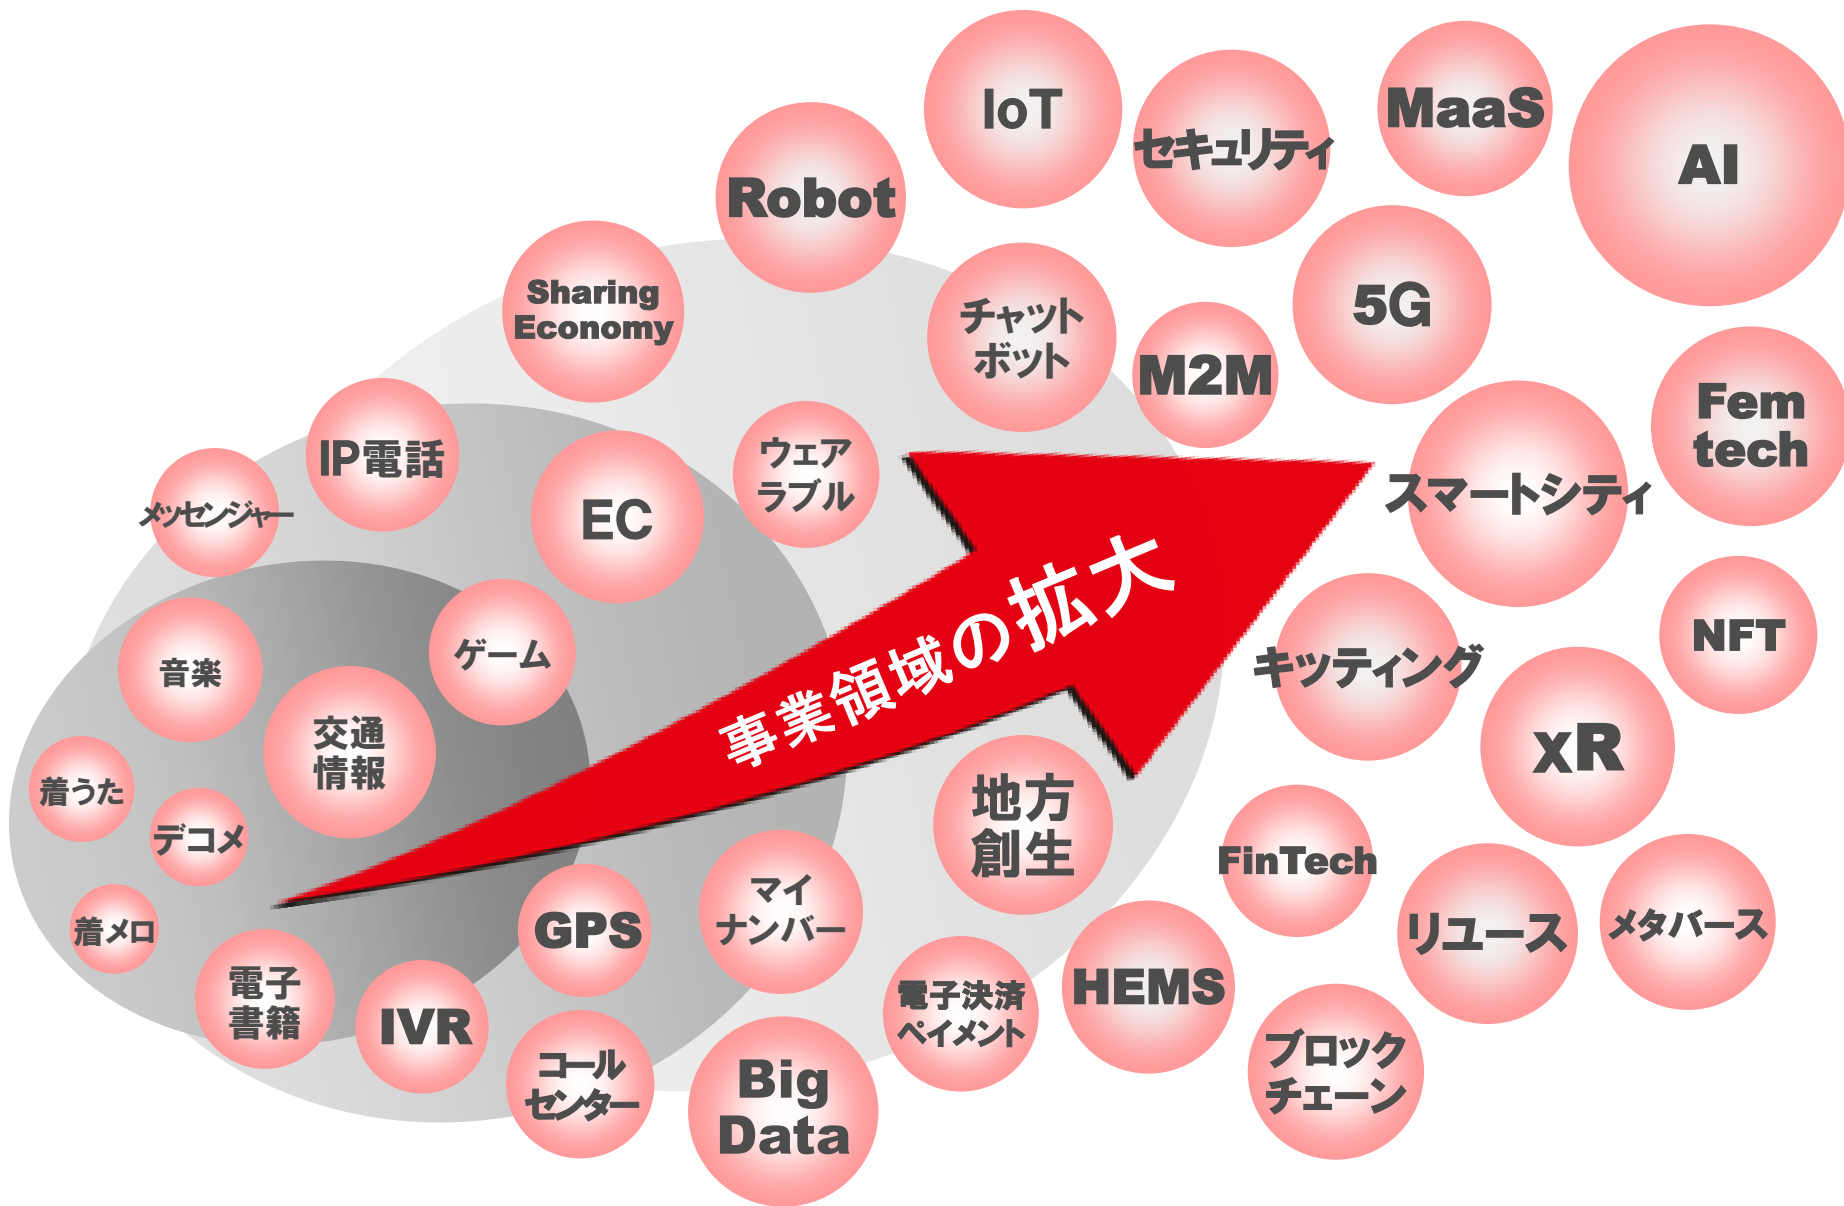 IoT
セキュリティ
MaaS
AI
Robot
Sharing
Economy
チャット
ボット
M2M
5G
Fem
tech
IP電話
メッセンジャー
EC
ウェア
ラブル
スマートシティ
音楽
ゲーム
交通
情報
事業領域の拡大
キッティング
NFT
xR
着うた
デコメ
着メロ
地方
創生
FinTech
電子
書籍
IVR
GPS
マイ
ナンバー
コール
センター
Big
Data
電子決済
ペイメント
HEMS
リユース
メタバース
ブロック
チェーン